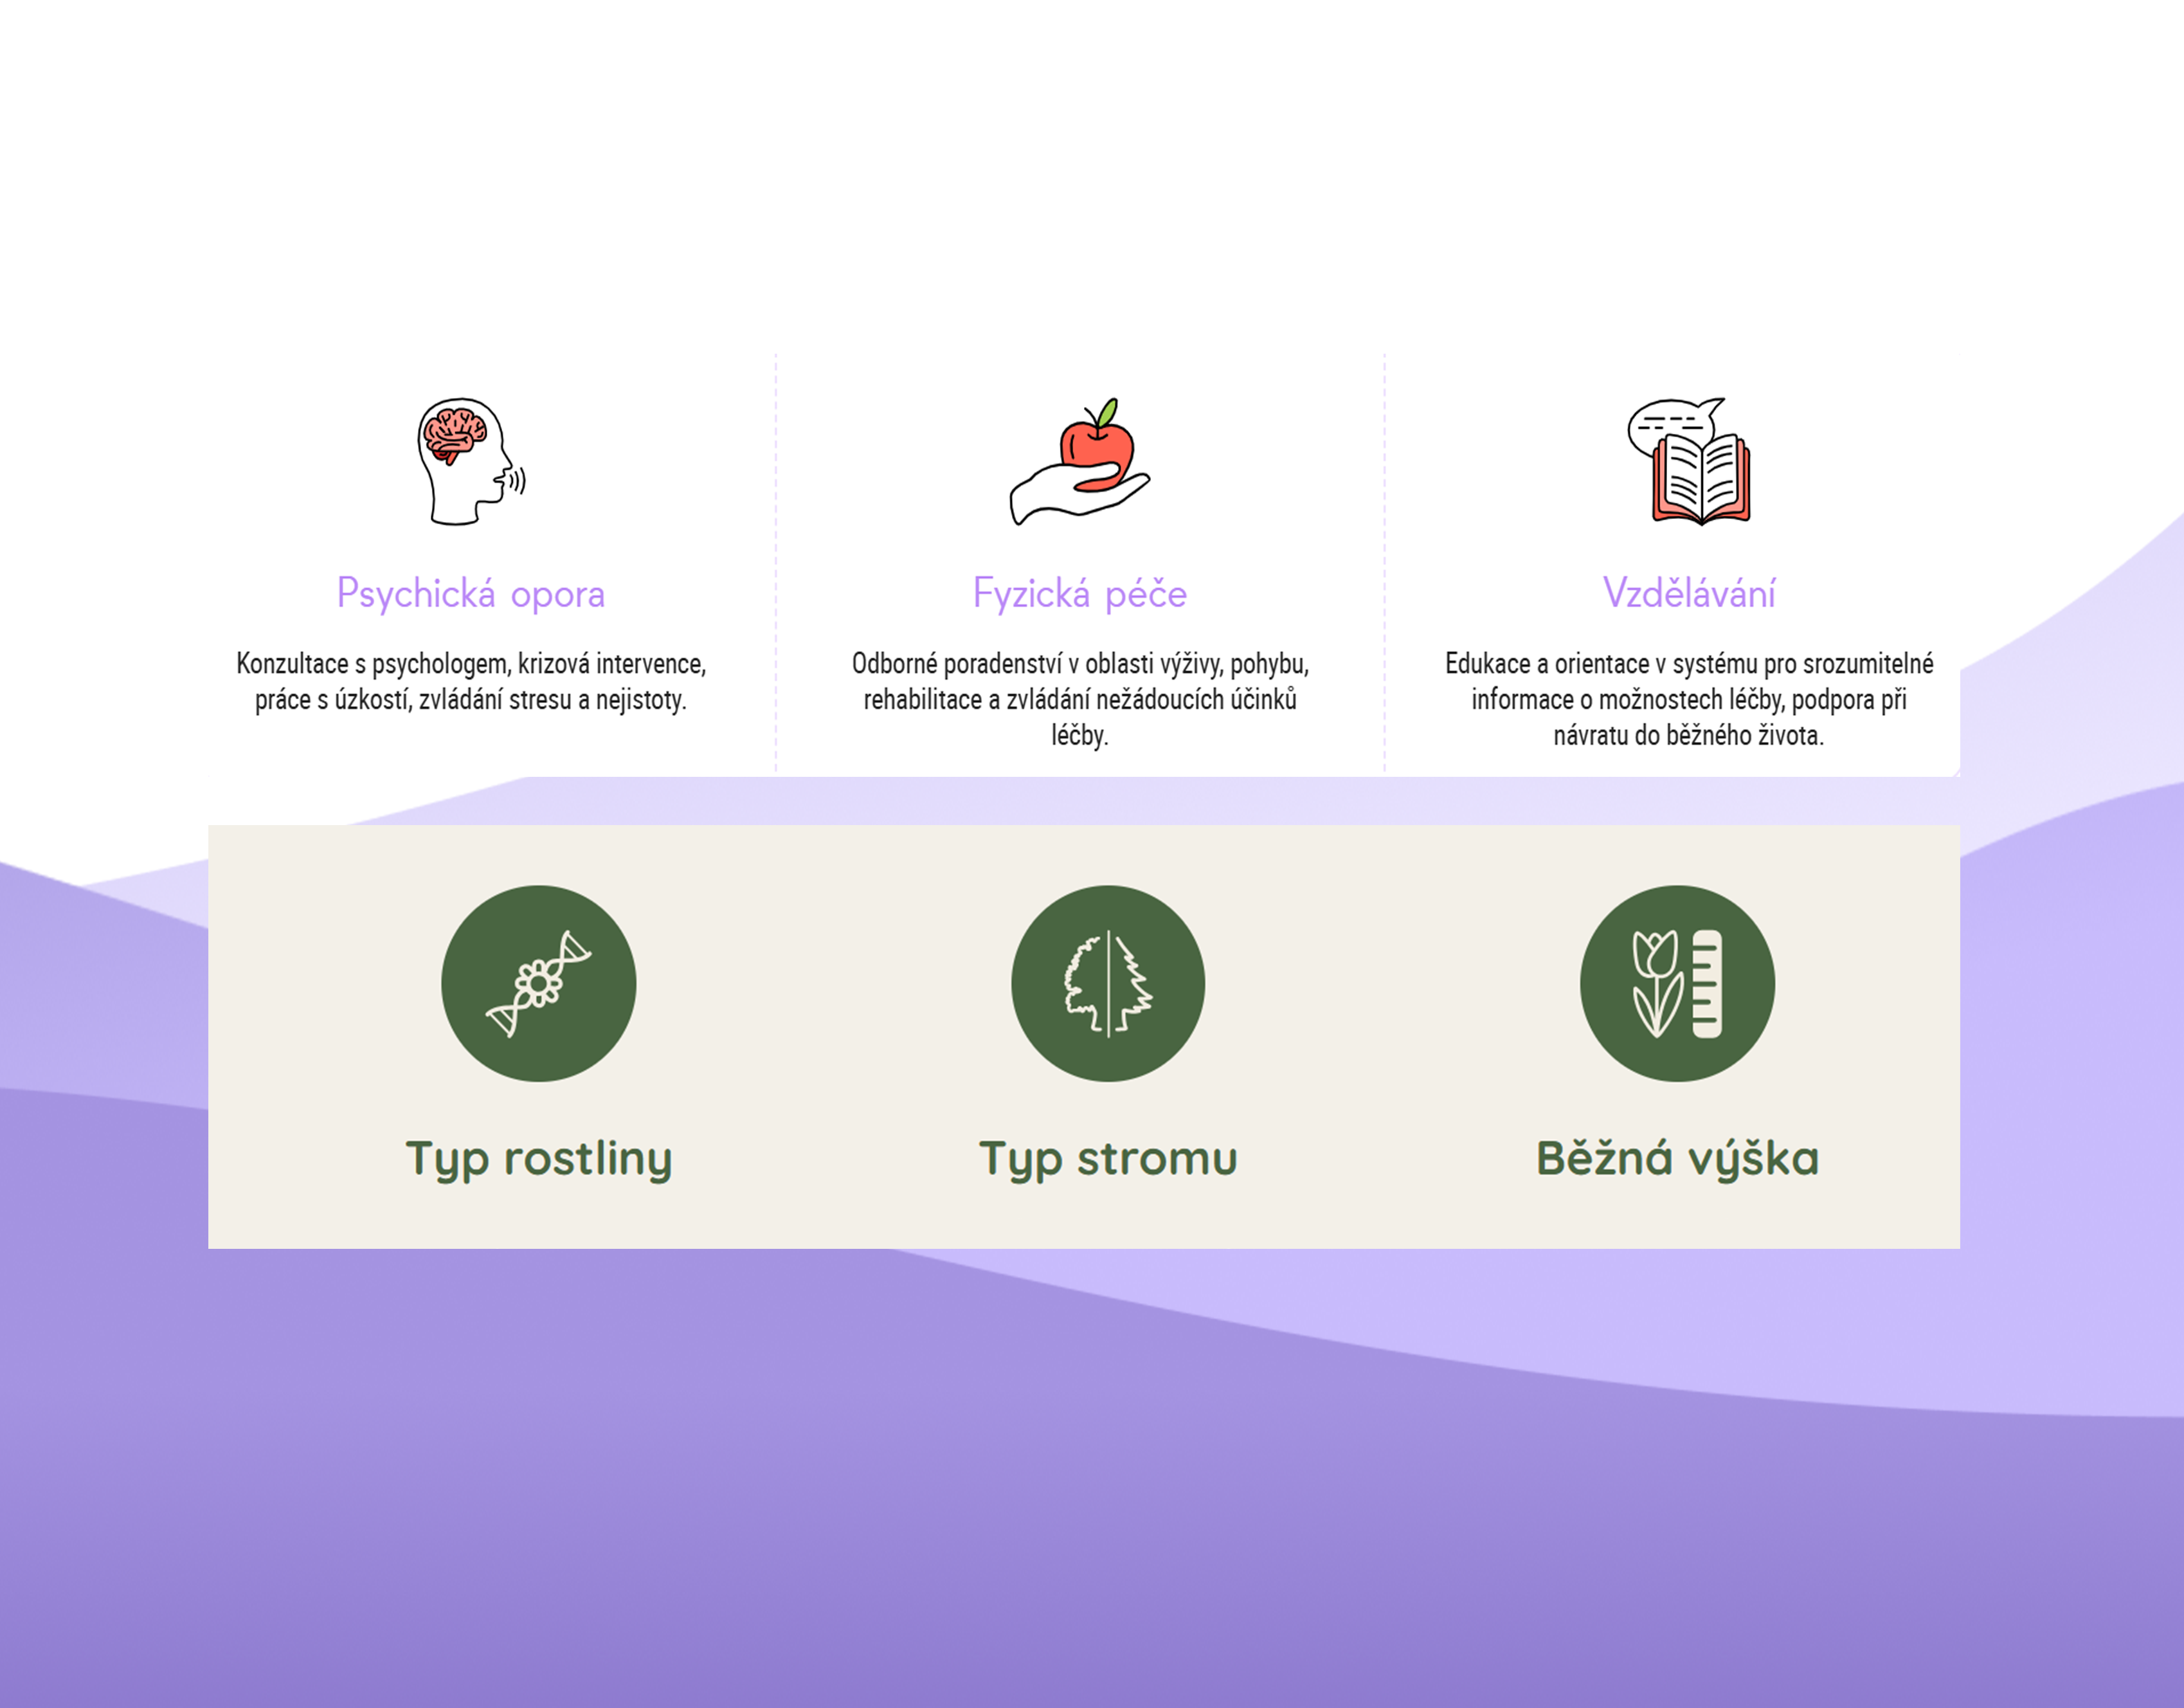 Psychická opora
Konzultace s psychologem, krizová intervence,
práce s úzkostí, zvládání stresu a nejistoty.
Fyzická péče
Odborné poradenství v oblasti výživy, pohybu,
rehabilitace a zvládání nežádoucích účinků
léčby.
Vzdělávání
Edukace a orientace v systému pro srozumitelné
informace o možnostech léčby, podpora při
návratu do běžného života.
Typ rostliny
Typ stromu
Běžná výška